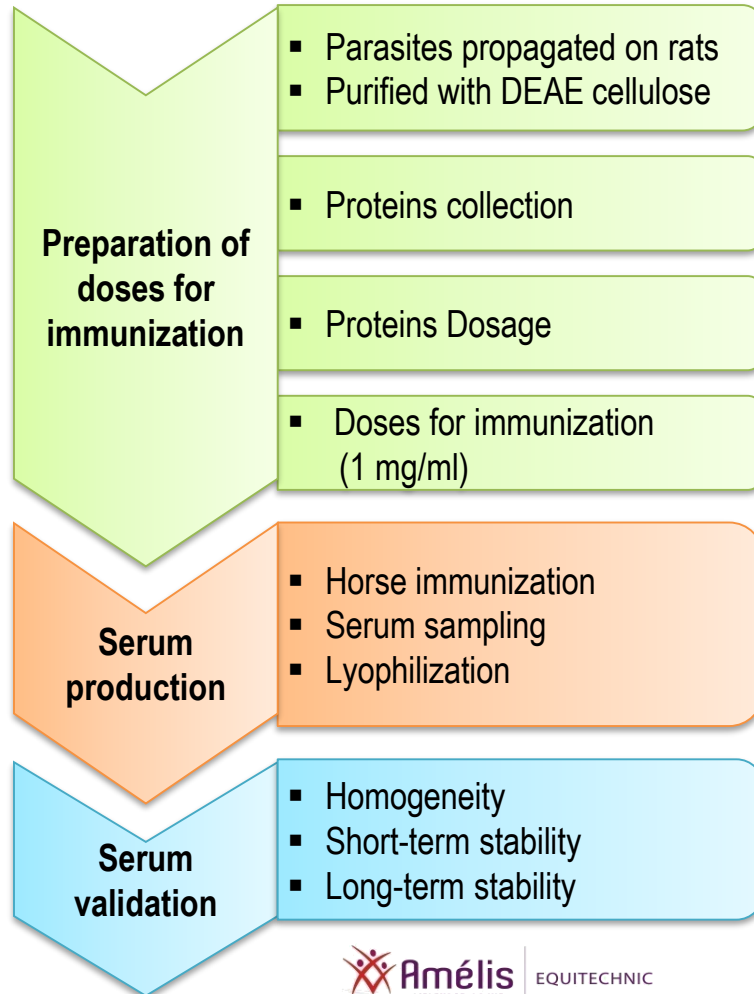 Preparation of
doses for
immunization
▪ Parasites propagated on rats
▪ Purified with DEAE cellulose
▪ Proteins collection
▪ Proteins Dosage
▪ Doses for immunization
(1 mg/ml)
Serum
production
▪ Horse immunization
▪ Serum sampling
▪ Lyophilization
Serum
validation
▪ Homogeneity
▪ Short-term stability
▪ Long-term stability
Amélis | EQUITECHNIC